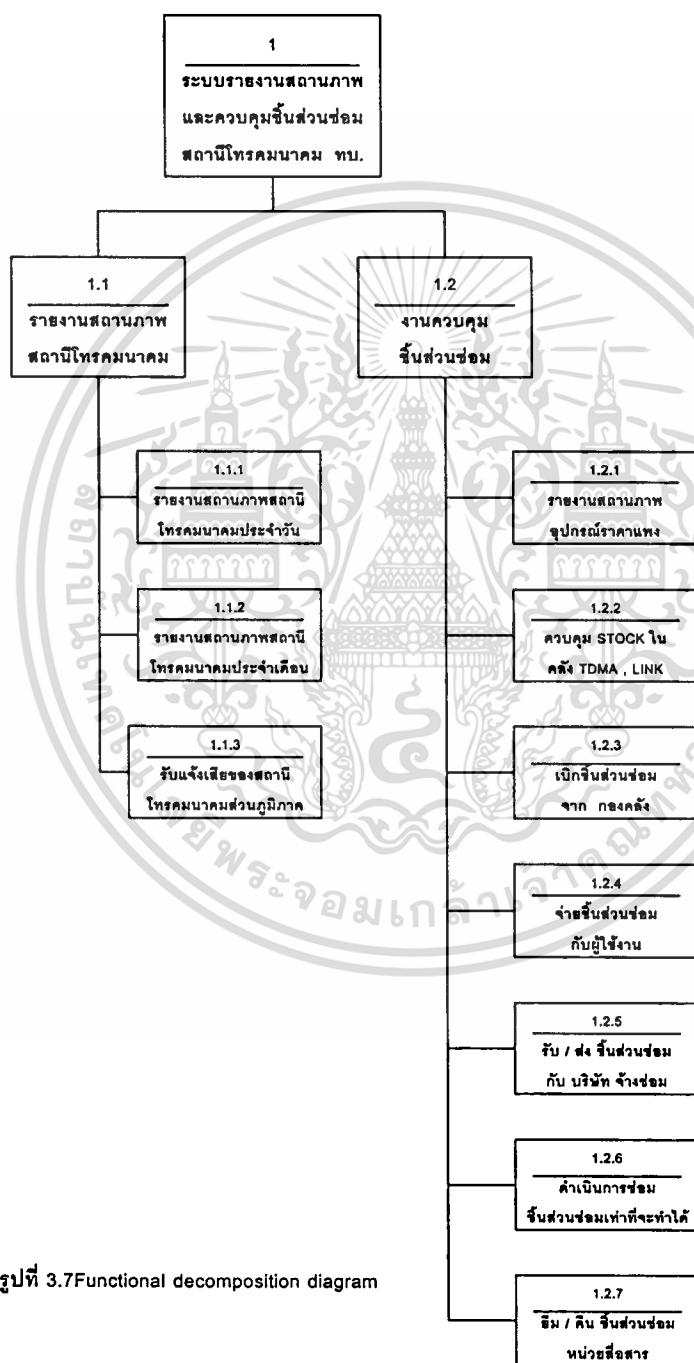 1
ระบบรายงานสถานภาพ
และควบคุมชิ้นส่วนซ่อม
สถานีโทรคมนาคม ทบ.
1.1
รายงานสถานภาพ
สถานีโทรคมนาคม
1.2
งานควบคุม
ชิ้นส่วนซ่อม
1.1.1
รายงานสถานภาพสถานี
โทรคมนาคมประจำวัน
1.1.2
รายงานสถานภาพสถานี
โทรคมนาคมประจำเดือน
1.1.3
รับแจ้งเสียของสถานี
โทรคมนาคมส่วนภูมิภาค
1.2.1
รายงานสถานภาพ
อุปกรณ์ราคาแพง
1.2.2
ควบคุม STOCK ใน
คลัง TDMA , LINK
1.2.3
เบิกชิ้นส่วนซ่อม
จาก กองคลัง
1.2.4
จ่ายชิ้นส่วนซ่อม
กับผู้ใช้งาน
1.2.5
รับ / ส่ง ชิ้นส่วนซ่อม
กับ บริษัท จ้างซ่อม
1.2.6
ดำเนินการซ่อม
ชิ้นส่วนซ่อมเท่าที่จะทำได้
1.2.7
ยืม / คืน ชิ้นส่วนซ่อม
หน่วยสื่อสาร
รูปที่ 3.7Functional decomposition diagram